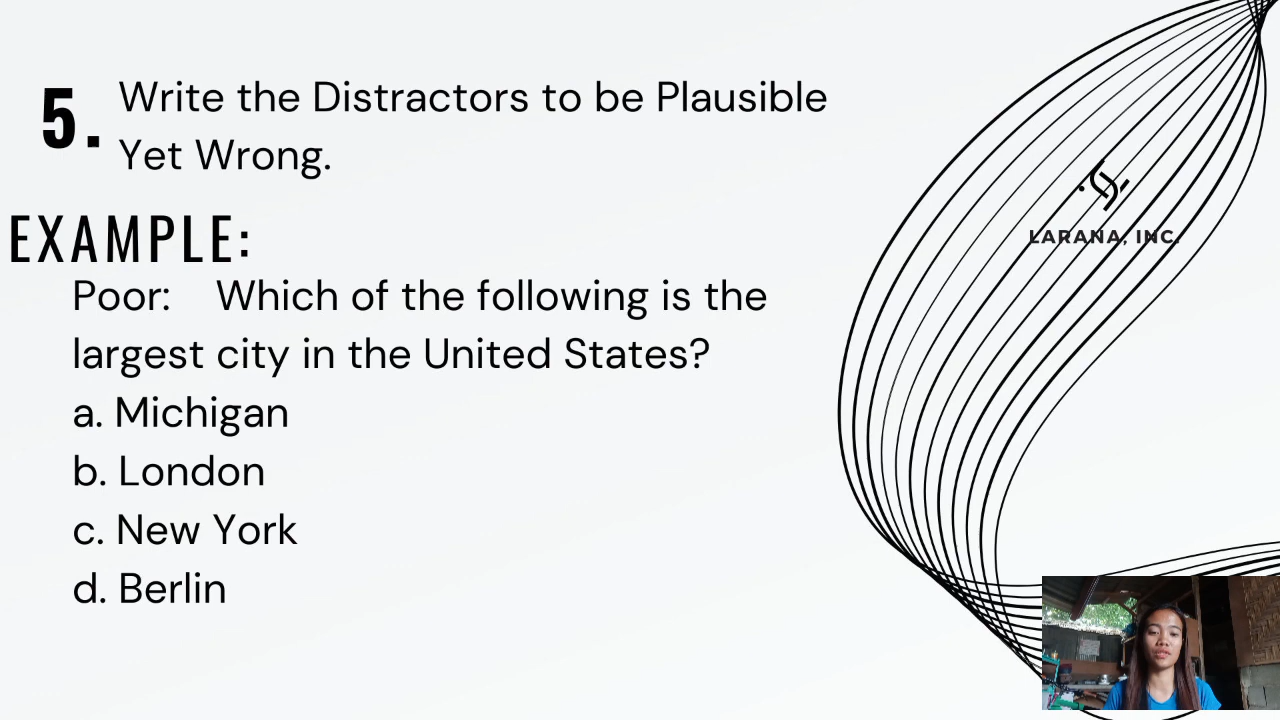 5. Write the Distractors to be Plausible
Yet Wrong.
EXAMPLE:
Poor: Which of the following is the
largest city in the United States?
a. Michigan
b. London
c. New York
d. Berlin
LARANA, INC.